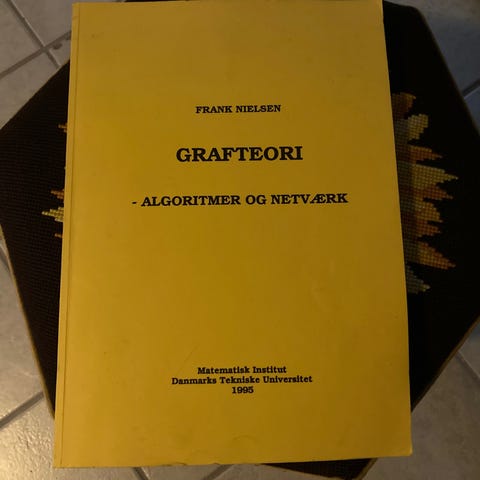 FRANK NIELSEN
GRAFTEORI
- ALGORITMER OG NETVÆRK
Matematisk Institut
Danmarks Tekniske Universitet
1995